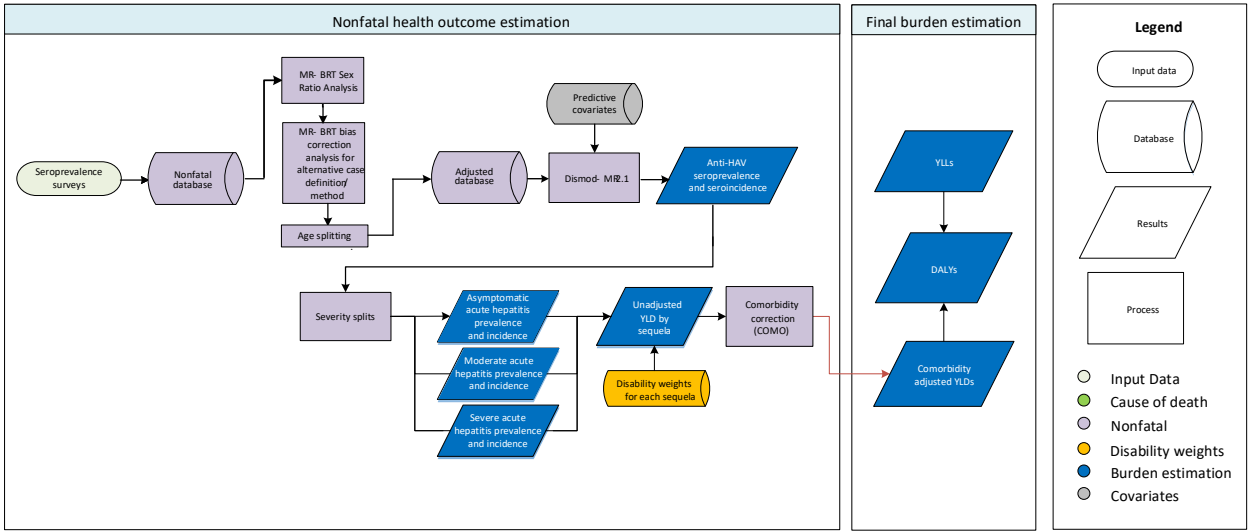 Nonfatal health outcome estimation
Final burden estimation
Legend
Input data
Database
Results
Process
Input Data
Cause of death
Nonfatal
Disability weights
Burden estimation
Covariates
Seroprevalence
surveys
Nonfatal
database
MR- BRT Sex
Ratio Analysis
MR- BRT bias
correction
analysis for
alternative case
definition/
method
Age splitting
Adjusted
database
Predictive
covariates
Dismod- MR2.1
Anti-HAV
seroprevalence
and seroincidence
Severity splits
Asymptomatic
acute hepatitis
prevalence
and incidence
Moderate acute
hepatitis prevalence
and incidence
Severe acute
hepatitis prevalence
and incidence
Unadjusted
YLD by
sequela
Disability weights
for each sequela
Comorbidity
correction
(COMO)
YLLs
DALYs
Comorbidity
adjusted YLDs